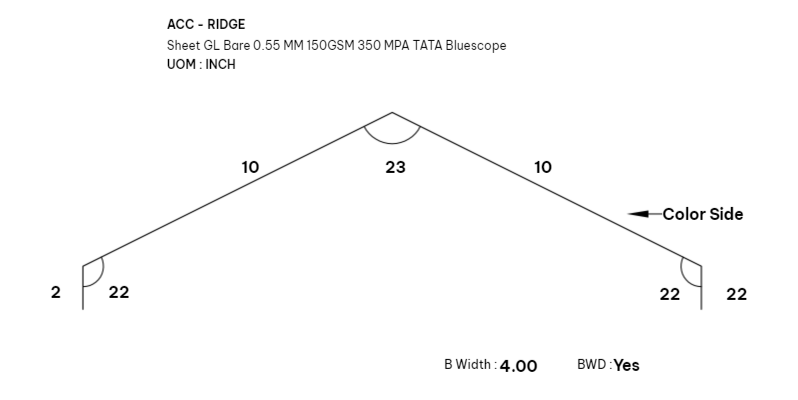 ACC - RIDGE
Sheet GL Bare 0.55 MM 150GSM 350 MPA TATA Bluescope
UOM : INCH
10
23
10
Color Side
2
22
22
22
B Width : 4.00
BWD : Yes